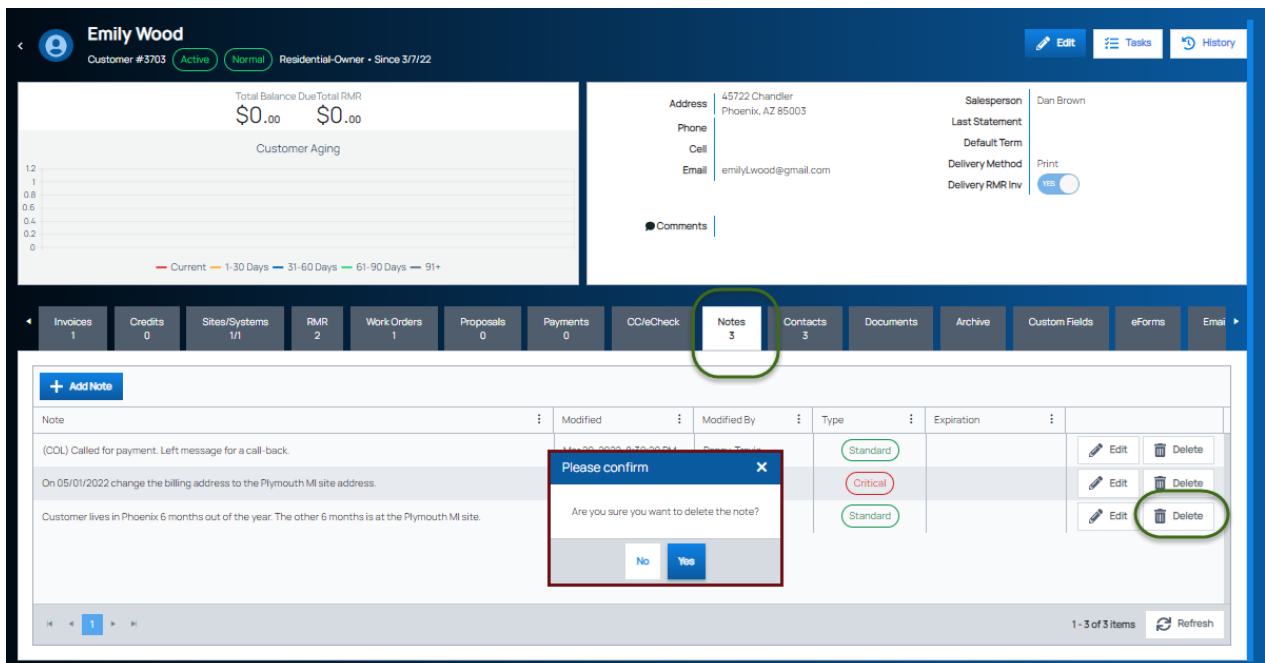 Emily Wood
Customer #3703 Active Normal Residential-Owner • Since 3/7/22
Edit Tasks History
Total Balance Due Total RMR
$0.00 $0.00
Customer Aging
1.2
1
0.8
0.6
0.4
0.2
0
Current 1-30 Days 31-60 Days 61-90 Days 91+
Address 45722 Chandler
Phoenix, AZ 85003
Phone
Cell
Email emilyLwood@gmail.com
Comments
Salesperson Dan Brown
Last Statement
Default Term
Delivery Method Print
Delivery RMR Inv YES
Invoices Credits Sites/Systems RMR Work Orders Proposals Payments CC/eCheck Notes Contacts Documents Archive Custom Fields eForms Emai
1 0 1/1 2 1 0 0 3 3
+ Add Note
Note Modified Modified By Type Expiration
(COL) Called for payment. Left message for a call-back. Standard Edit Delete
On 05/01/2022 change the billing address to the Plymouth MI site address. Critical Edit Delete
Customer lives in Phoenix 6 months out of the year. The other 6 months is at the Plymouth MI site. Standard Edit Delete
Please confirm
Are you sure you want to delete the note?
No Yes
1
1 - 3 of 3 items Refresh